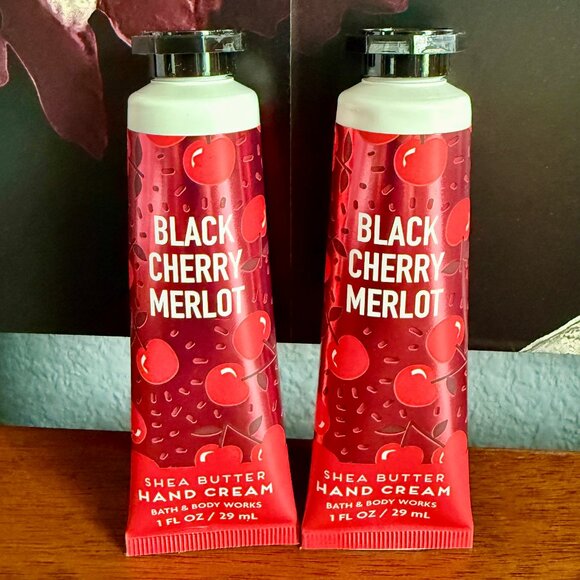 BLACK
CHERRY
MERLOT
SHEA BUTTER
HAND CREAM
BATH & BODY WORKS
1 FL OZ / 29 mL
BLACK
CHERRY
MERLOT
SHEA BUTTER
HAND CREAM
BATH & BODY WORKS
1 FL OZ / 29 mL